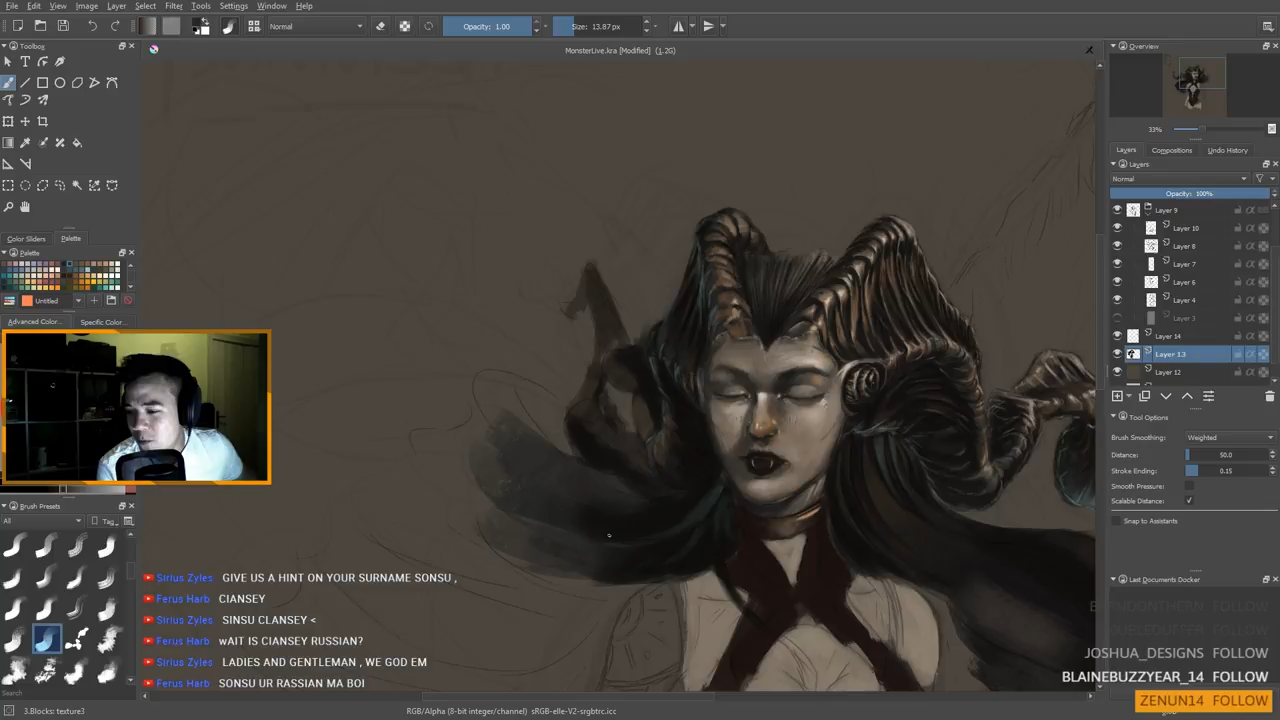 File Edit View Image Layer Select Filter Tools Settings Window Help
Normal Opacity: 1.00 Size: 13.87 px
MonsterLive.kra [Modified] (1.2G)
Toolbox
Color Sliders Palette
Palette
Untitled
Advanced Color... Specific Color...
Brush Presets
All Tag
Search
Sirius Zyles GIVE US A HINT ON YOUR SURNAME SONSU ,
Ferus Harb CIANSEY
Sirius Zyles SINSU CLANSEY <
Ferus Harb wAIT IS CIANSEY RUSSIAN?
Sirius Zyles LADIES AND GENTLEMAN , WE GOD EM
Ferus Harb SONSU UR RASSIAN MA BOI
3.Blocks: texture3
RGB/Alpha (8-bit integer/channel) sRGB-elle-V2-srgbtrc.icc
Overview
33%
Layers Compositions Undo History
Layers
Normal
Opacity: 100%
Layer 9
Layer 10
Layer 8
Layer 7
Layer 6
Layer 4
Layer 3
Layer 14
Layer 13
Layer 12
Tool Options
Brush Smoothing: Weighted
Distance: 50.0
Stroke Ending: 0.15
Smooth Pressure:
Scalable Distance:
Snap to Assistants
Last Documents Docker
FOLLOW
FOLLOW
JOSHUA_DESIGNS FOLLOW
BLAINEBUZZYEAR_14 FOLLOW
ZENUN14 FOLLOW